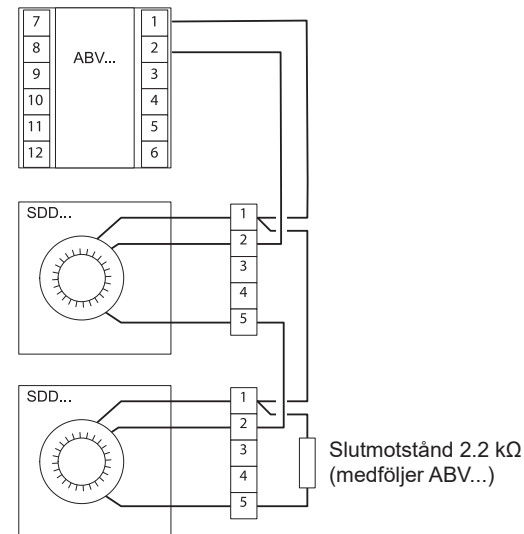 7 1
8 ABV... 2
9 3
10 4
11 5
12 6
SDD... 1
2
3
4
5
SDD... 1
2
3
4
5
Slutmotstånd 2.2 kΩ
(medföljer ABV...)